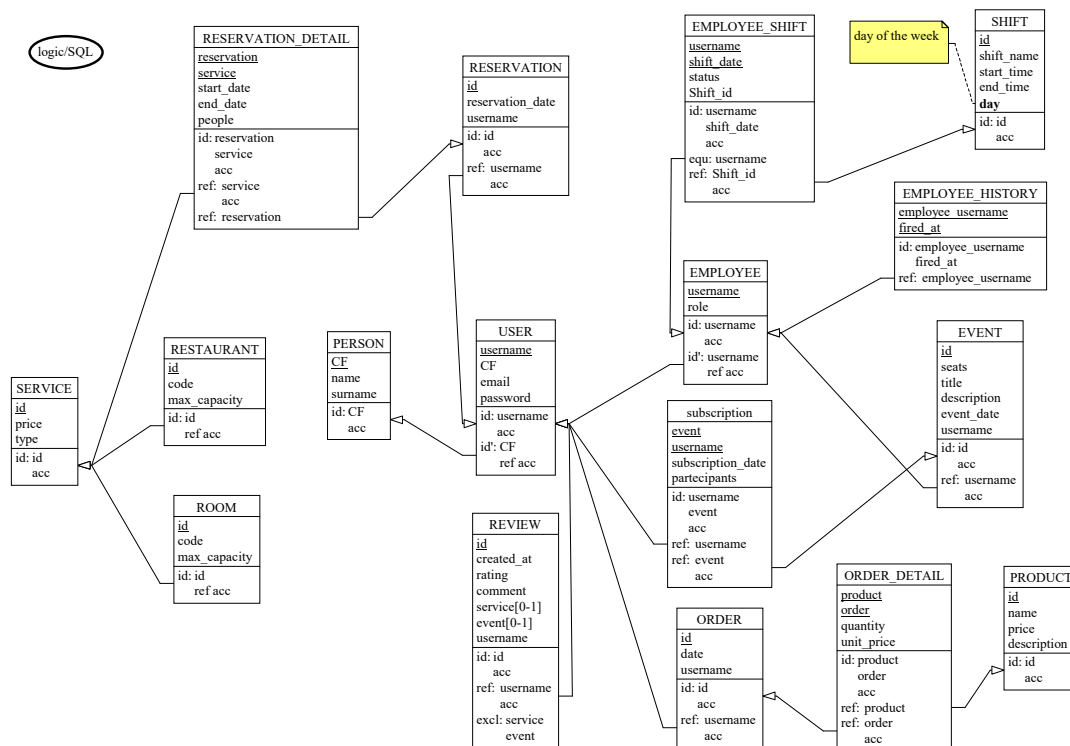 logic/SQL
RESERVATION_DETAIL
reservation
service
start_date
end_date
people
id: reservation
service
acc
ref: service
acc
ref: reservation
RESERVATION
id
reservation_date
username
id: id
acc
ref: username
acc
EMPLOYEE_SHIFT
username
shift_date
status
Shift_id
id: username
shift_date
acc
equ: username
ref: Shift_id
acc
day of the week
SHIFT
id
shift_name
start_time
end_time
day
id: id
acc
EMPLOYEE_HISTORY
employee_username
fired_at
id: employee_username
fired_at
ref: employee_username
EMPLOYEE
username
role
id: username
acc
id': username
ref acc
SERVICE
id
price
type
id: id
acc
RESTAURANT
id
code
max_capacity
id: id
ref acc
PERSON
CF
name
surname
id: CF
acc
USER
username
CF
email
password
id: username
acc
id': CF
ref acc
EVENT
id
seats
title
description
event_date
username
id: id
acc
ref: username
acc
subscription
event
username
subscription_date
partecipants
id: username
event
acc
ref: username
ref: event
acc
ROOM
id
code
max_capacity
id: id
ref acc
REVIEW
id
created_at
rating
comment
service[0-1]
event[0-1]
username
id: id
acc
ref: username
acc
excl: service
event
ORDER
id
date
username
id: id
acc
ref: username
acc
ORDER_DETAIL
product
order
quantity
unit_price
id: product
order
acc
ref: product
ref: order
acc
PRODUCT
id
name
price
description
id: id
acc